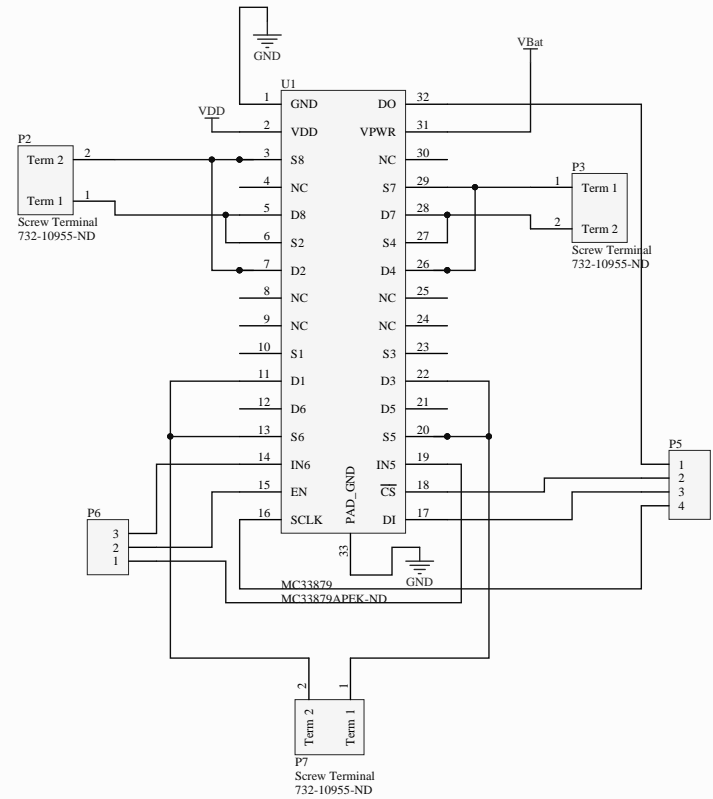 GND
VBat
U1
1 GND DO 32
VDD
2 VDD VPWR 31
P2
Term 2 2
3 S8 NC 30
P3
4 NC S7 29
1 Term 1
Term 1 1
5 D8 D7 28
2 Term 2
Screw Terminal
732-10955-ND
6 S2 S4 27
Screw Terminal
732-10955-ND
7 D2 D4 26
8 NC NC 25
9 NC NC 24
10 S1 S3 23
11 D1 D3 22
12 D6 D5 21
13 S6 S5 20
P5
14 IN6 IN5 19
1
15 EN CS 18
2
3
4
16 SCLK DI 17
PAD_GND
33
P6
3
2
1
GND
MC33879
MC33879APEK-ND
2 1
Term 2 Term 1
P7
Screw Terminal
732-10955-ND